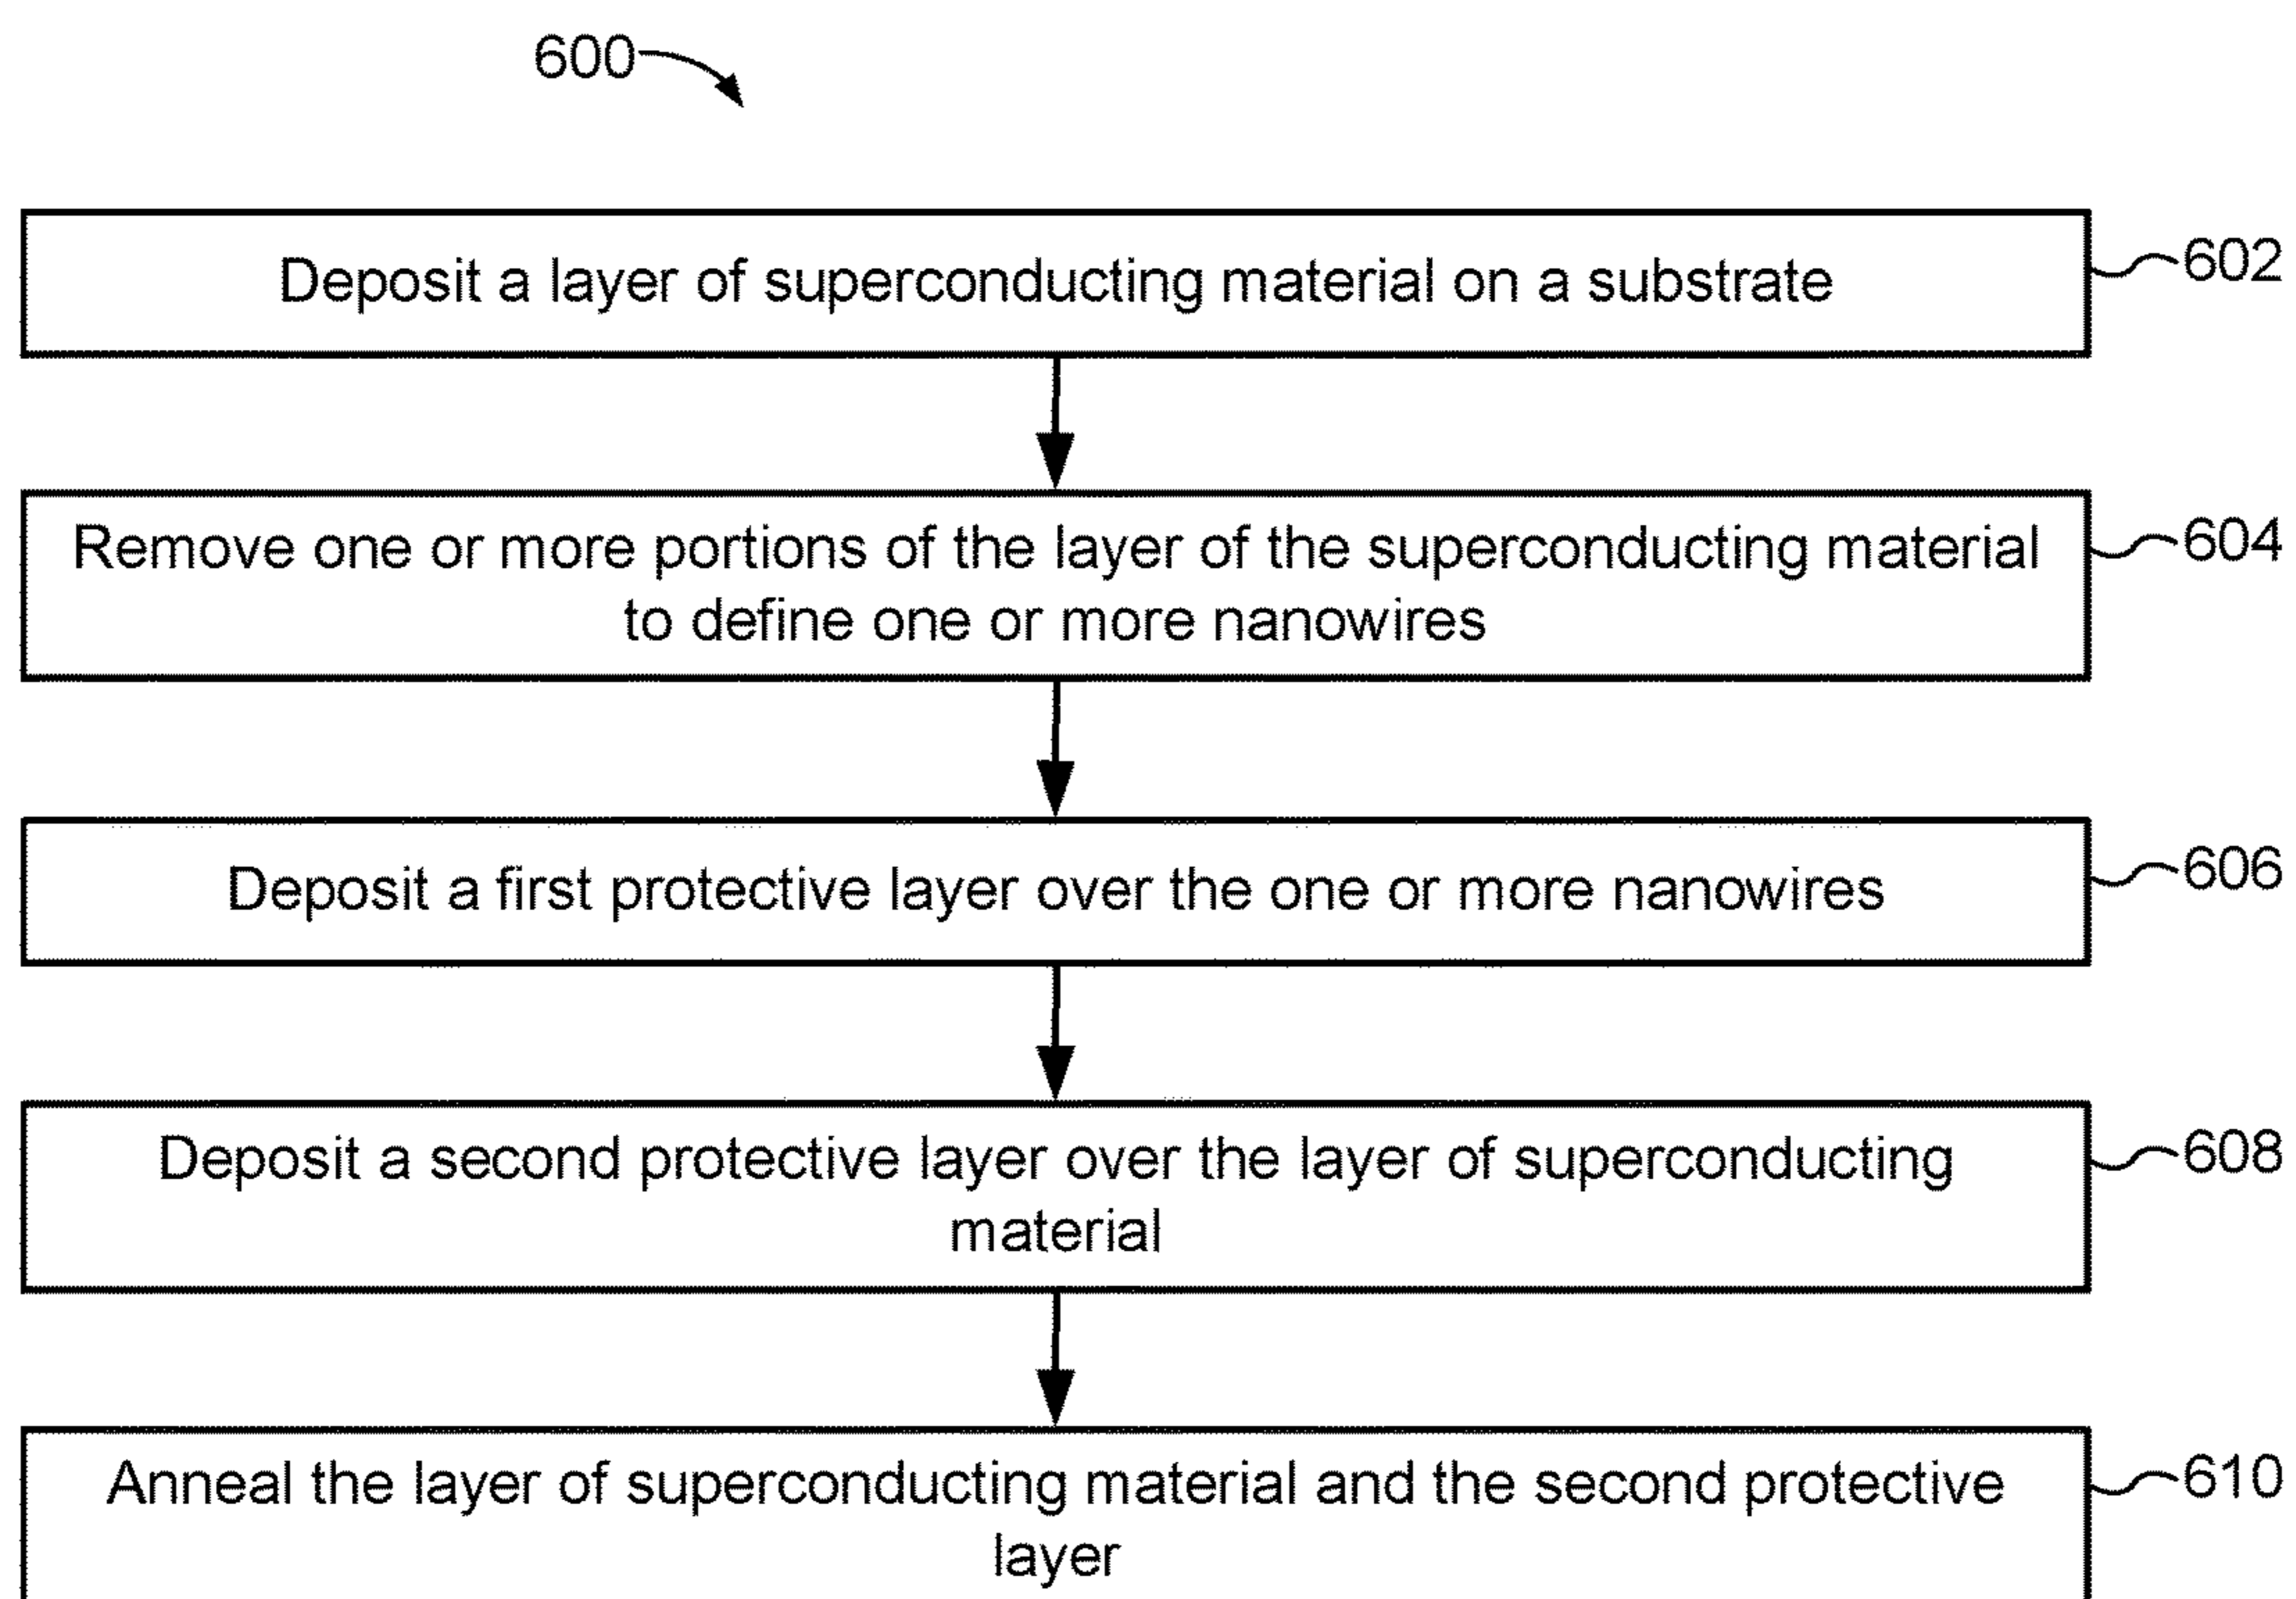 600
Deposit a layer of superconducting material on a substrate
602
Remove one or more portions of the layer of the superconducting material
to define one or more nanowires
604
Deposit a first protective layer over the one or more nanowires
606
Deposit a second protective layer over the layer of superconducting
material
608
Anneal the layer of superconducting material and the second protective
layer
610